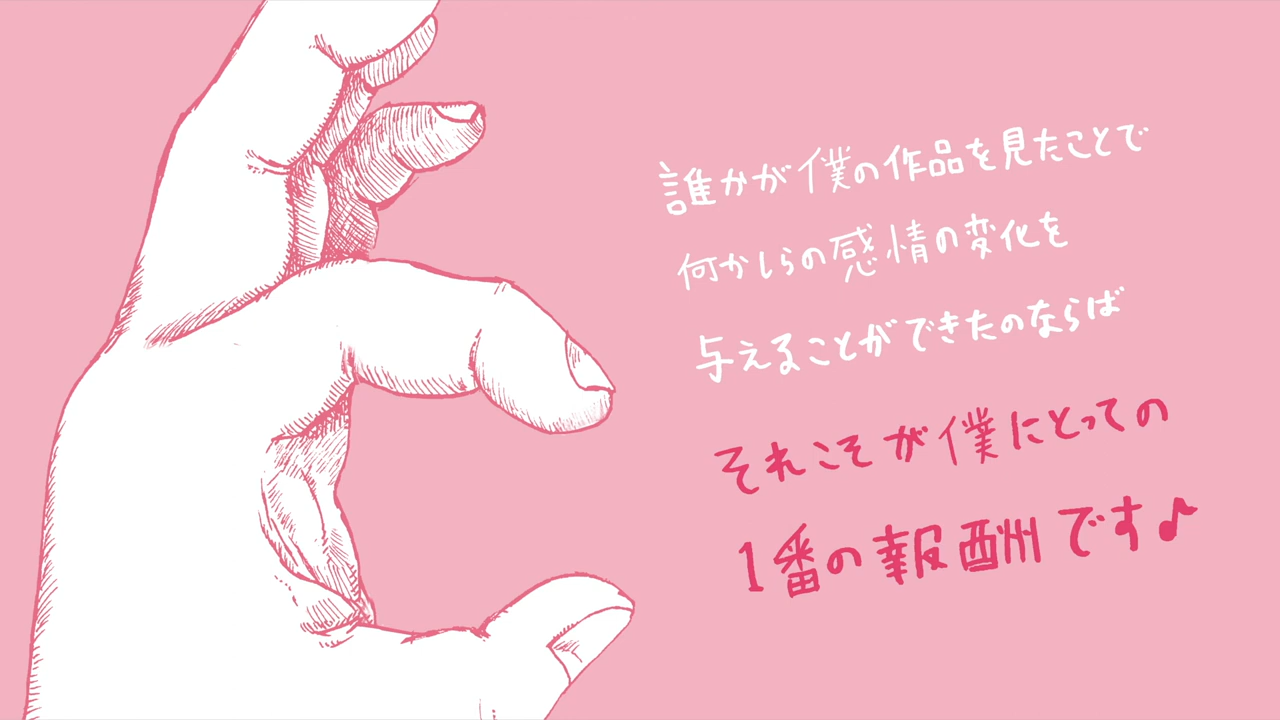 誰かが僕の作品を見たことで
何かしらの感情の変化を
与えることができたのならば
それこそが僕にとっての
1番の報酬です♪